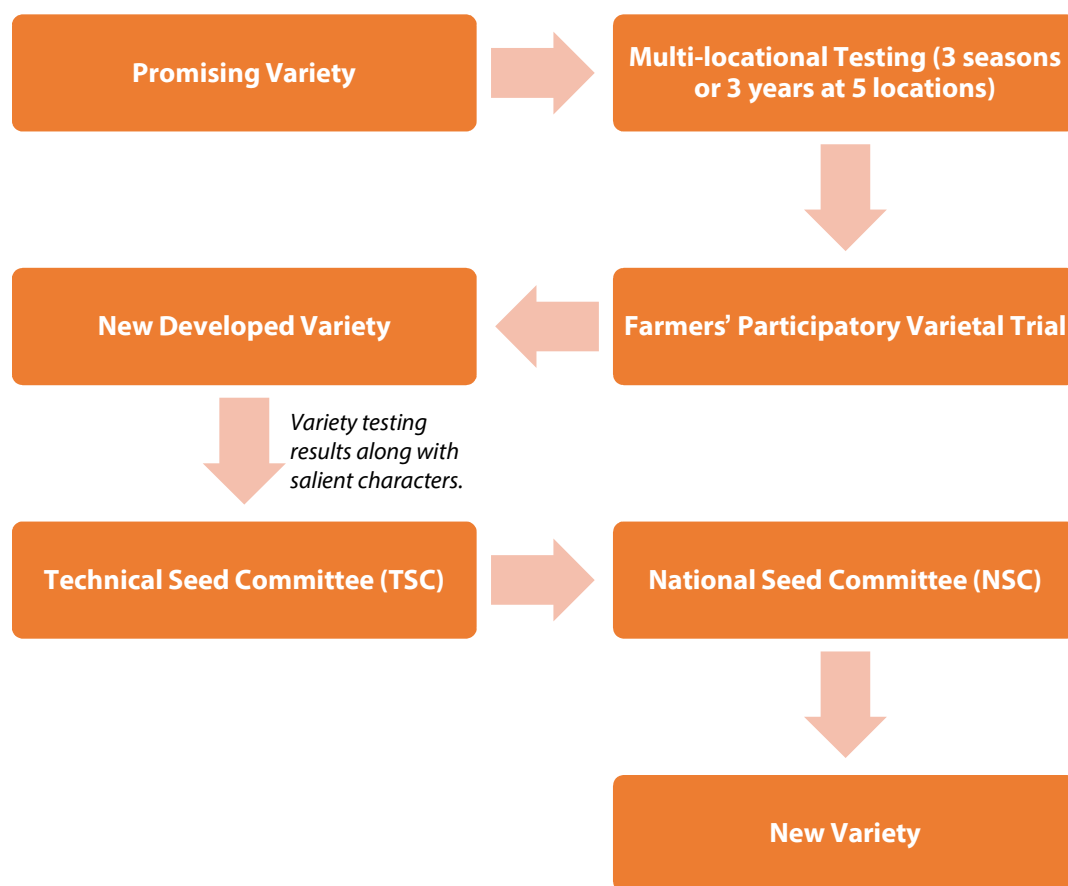 Promising Variety
Multi-locational Testing (3 seasons
or 3 years at 5 locations)
Farmers’ Participatory Varietal Trial
New Developed Variety
Variety testing
results along with
salient characters.
Technical Seed Committee (TSC)
National Seed Committee (NSC)
New Variety